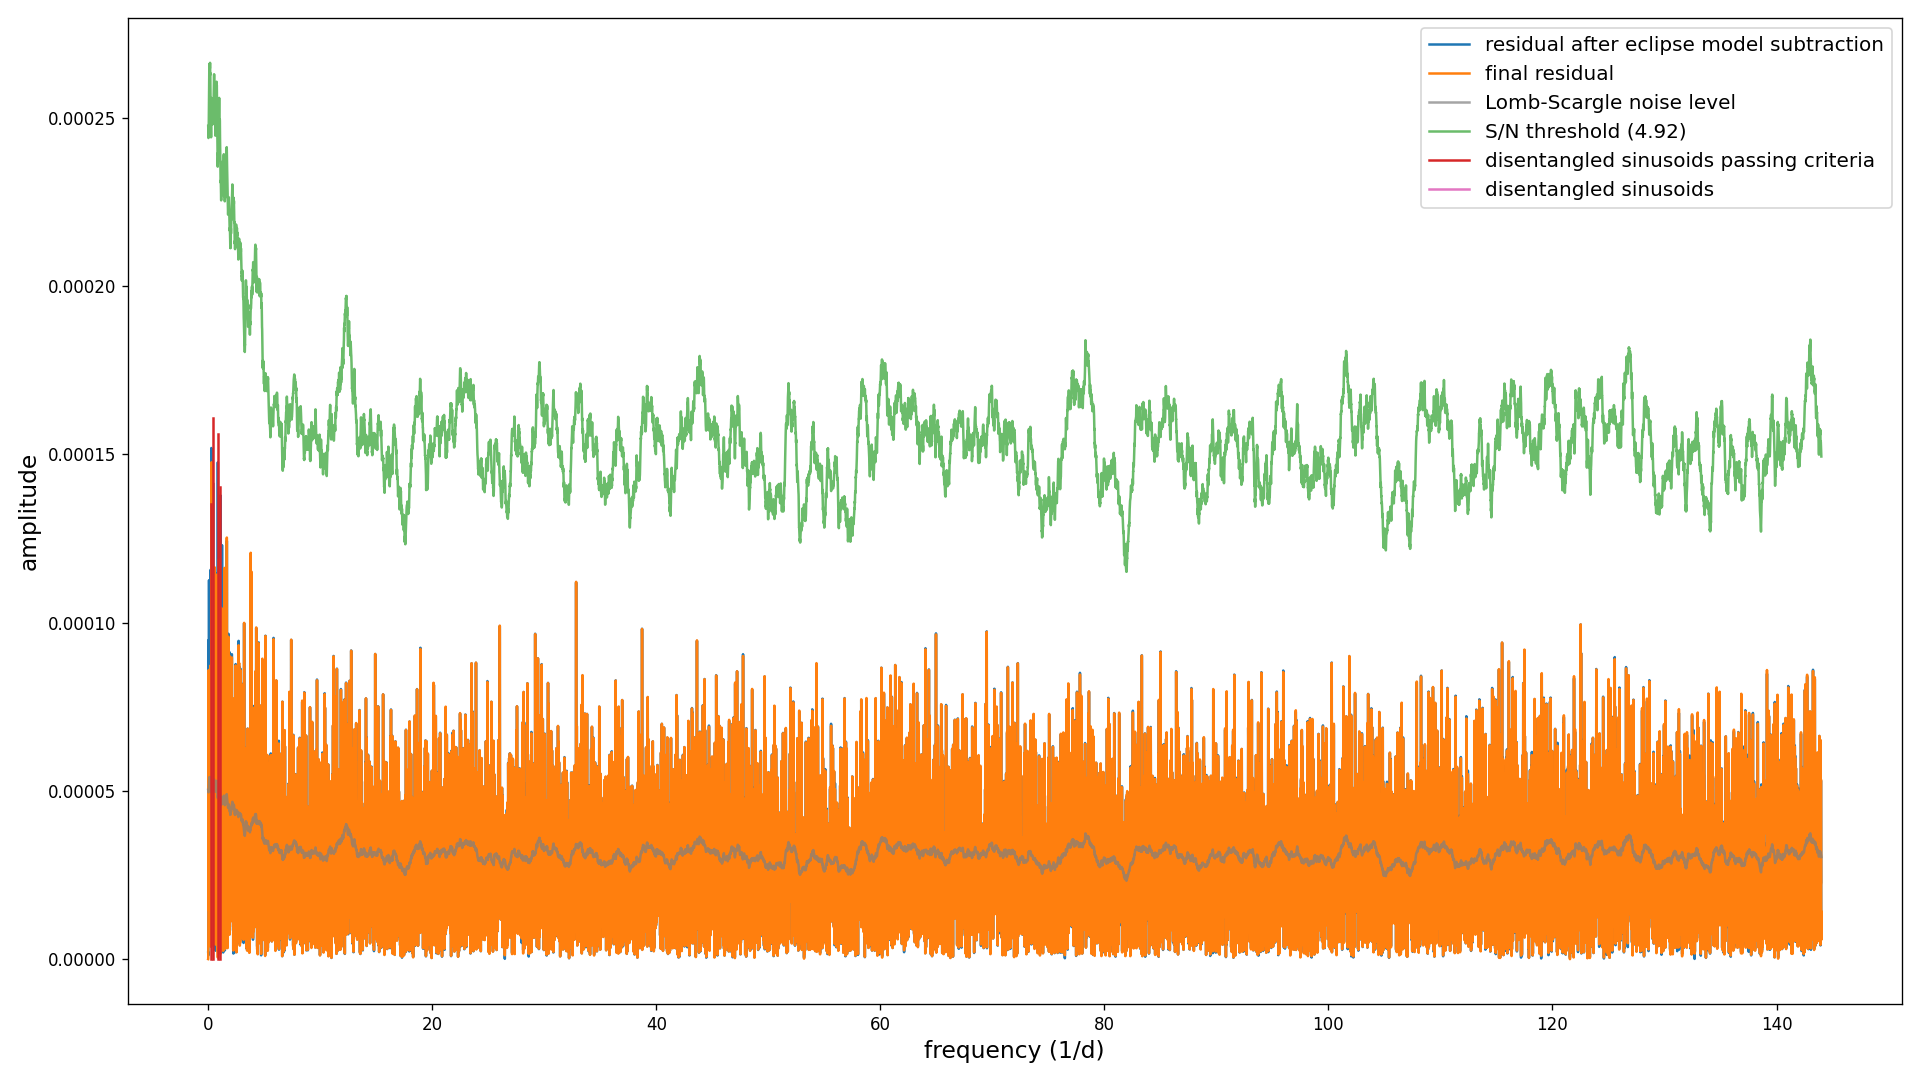 residual after eclipse model subtraction
final residual
Lomb-Scargle noise level
S/N threshold (4.92)
disentangled sinusoids passing criteria
disentangled sinusoids
0.00025
0.00020
0.00015
0.00010
0.00005
0.00000
amplitude
0 20 40 60 80 100 120 140
frequency (1/d)